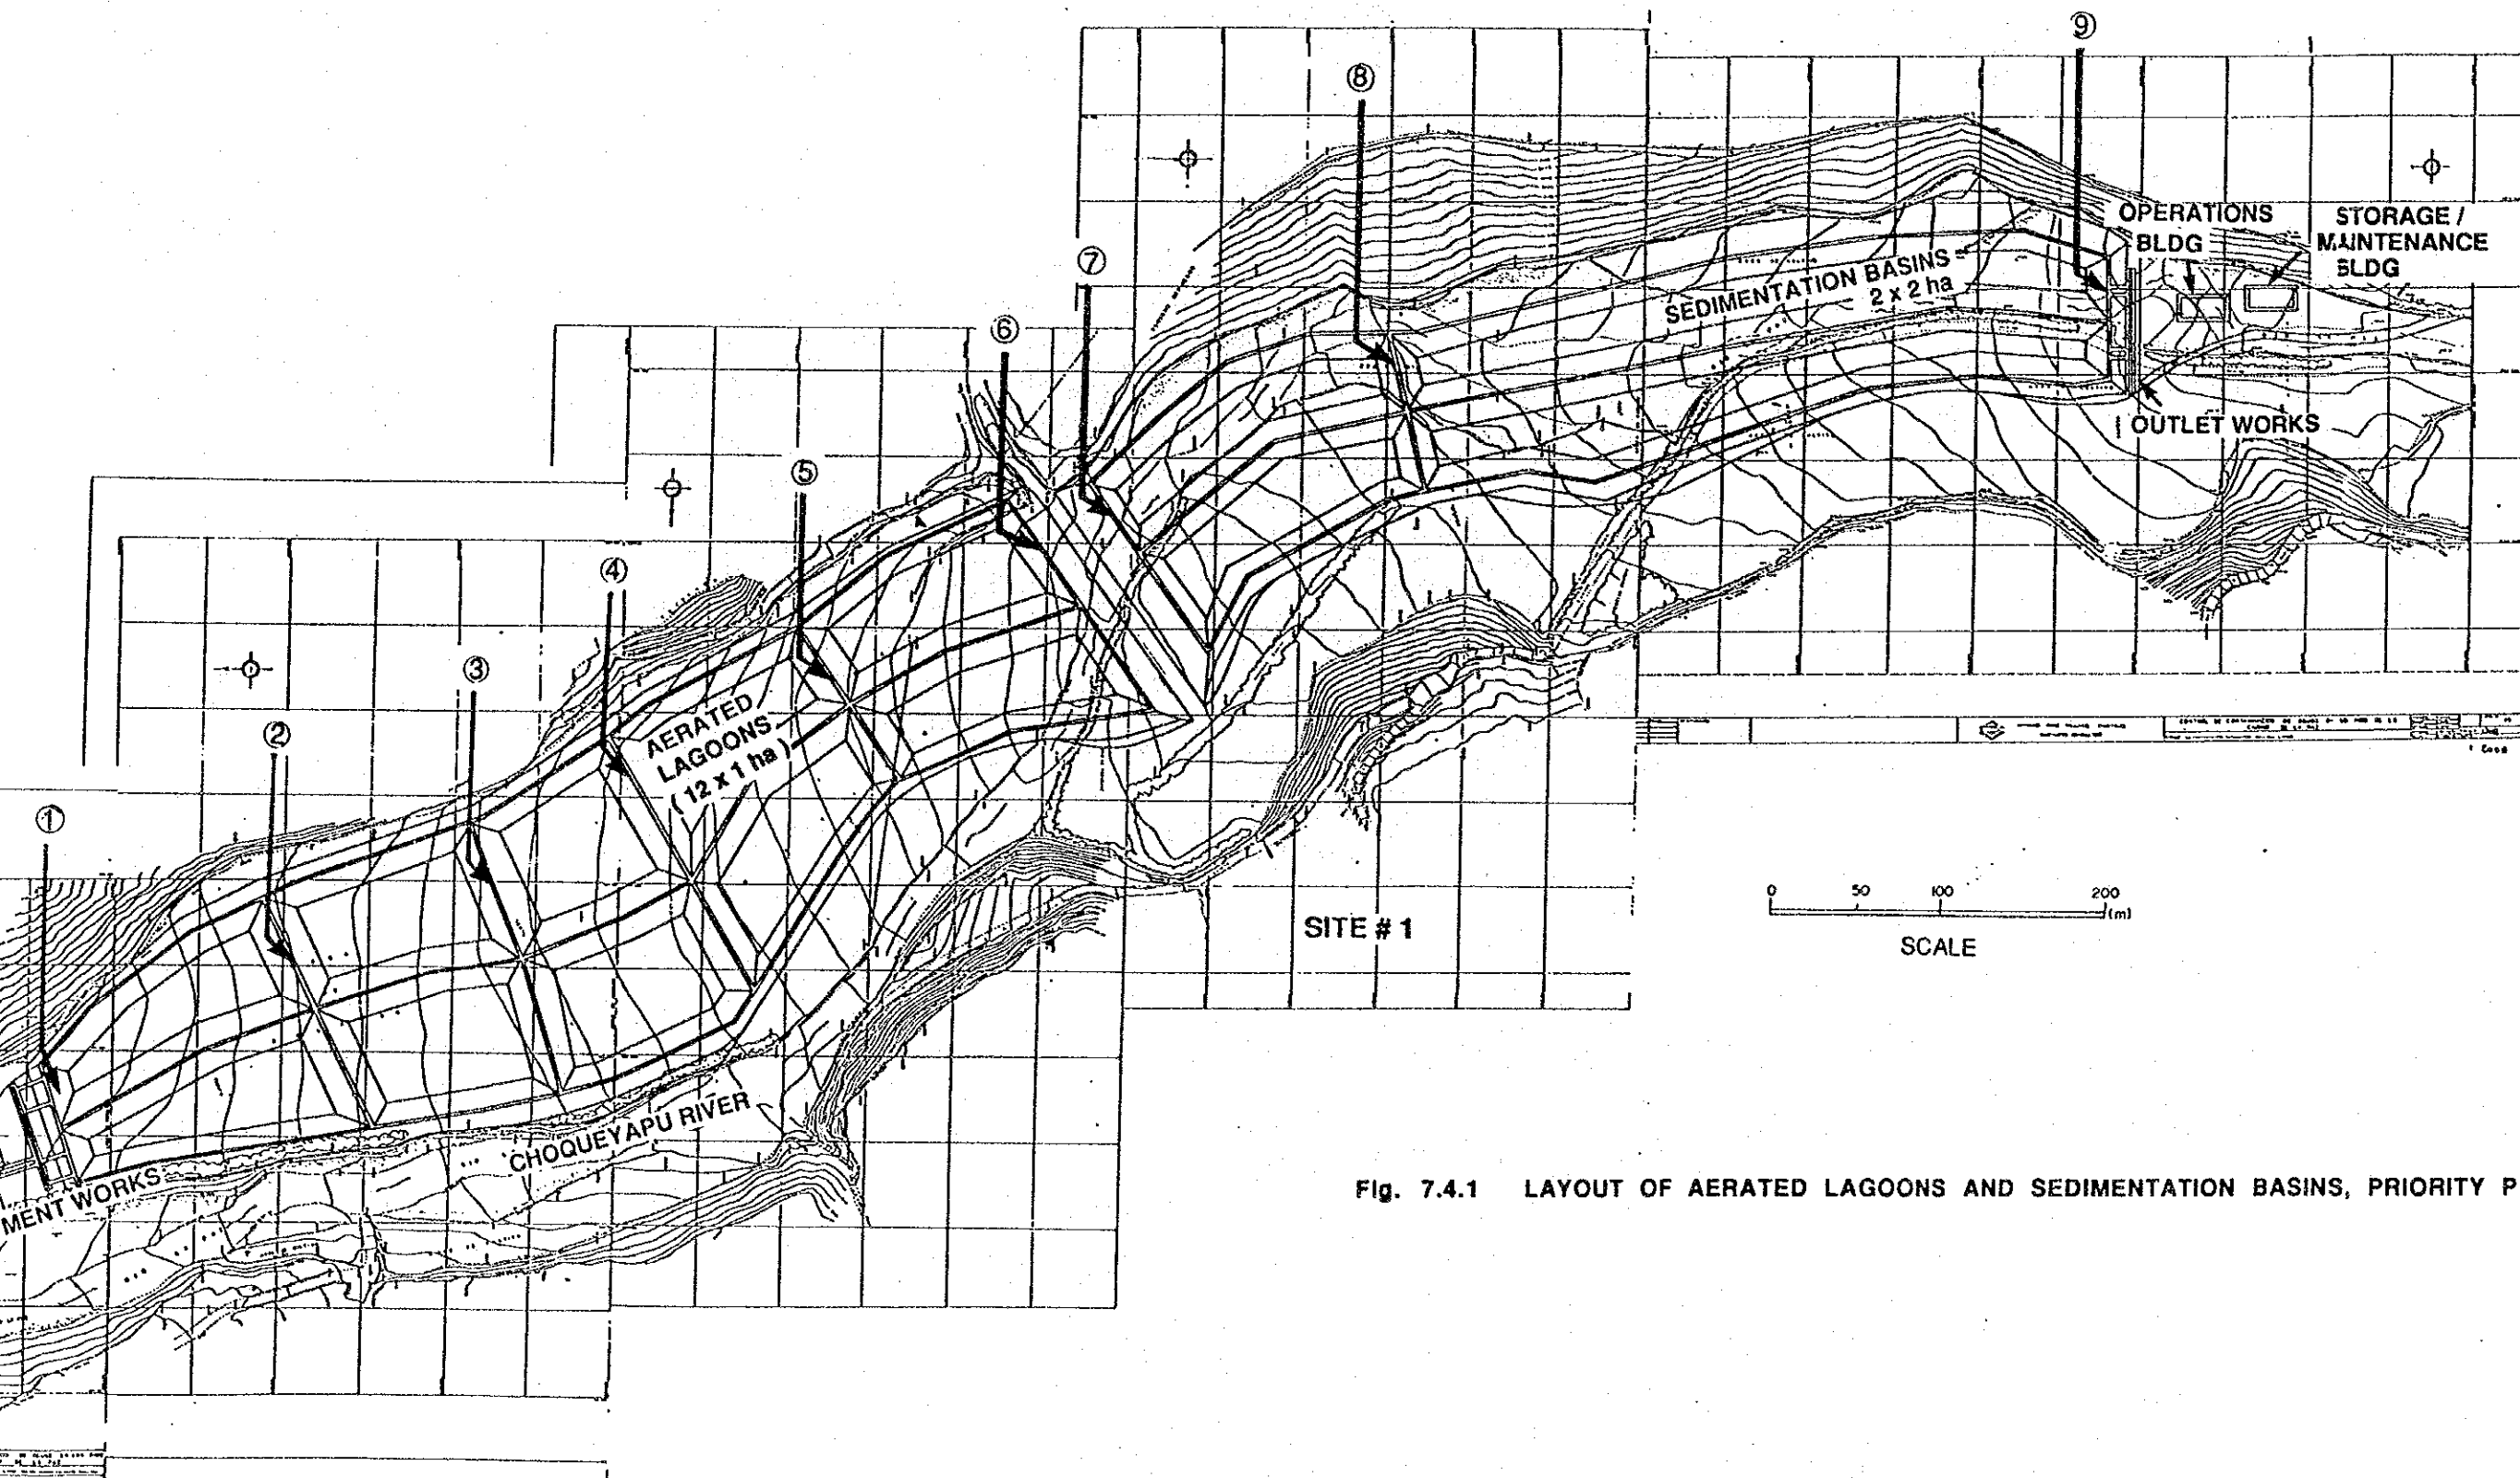 ⑨
⑧
OPERATIONS
BLDG
STORAGE /
MAINTENANCE
BLDG
⑦
SEDIMENTATION BASINS
2 x 2 ha
⑥
OUTLET WORKS
⑤
④
③
AERATED
LAGOONS
( 12 x 1 ha )
②
①
0 50 100 200
(m)
SCALE
SITE # 1
CHOQUEYAPU RIVER
MENT WORKS
Fig. 7.4.1 LAYOUT OF AERATED LAGOONS AND SEDIMENTATION BASINS, PRIORITY P